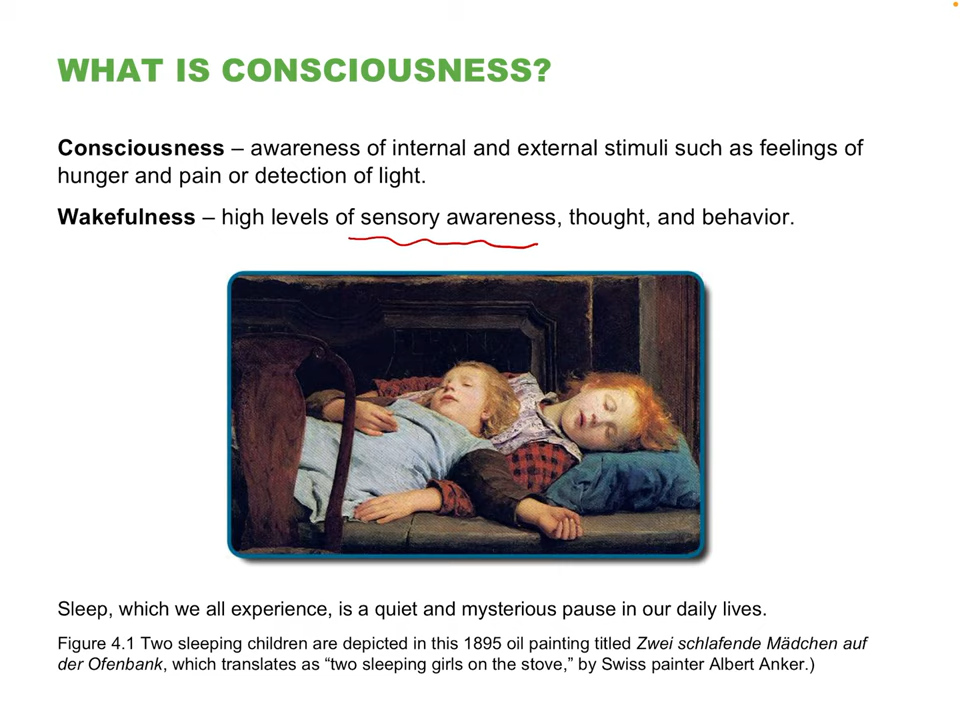 WHAT IS CONSCIOUSNESS?
Consciousness – awareness of internal and external stimuli such as feelings of
hunger and pain or detection of light.
Wakefulness – high levels of sensory awareness, thought, and behavior.
Sleep, which we all experience, is a quiet and mysterious pause in our daily lives.
Figure 4.1 Two sleeping children are depicted in this 1895 oil painting titled Zwei schlafende Mädchen auf
der Ofenbank, which translates as “two sleeping girls on the stove,” by Swiss painter Albert Anker.)